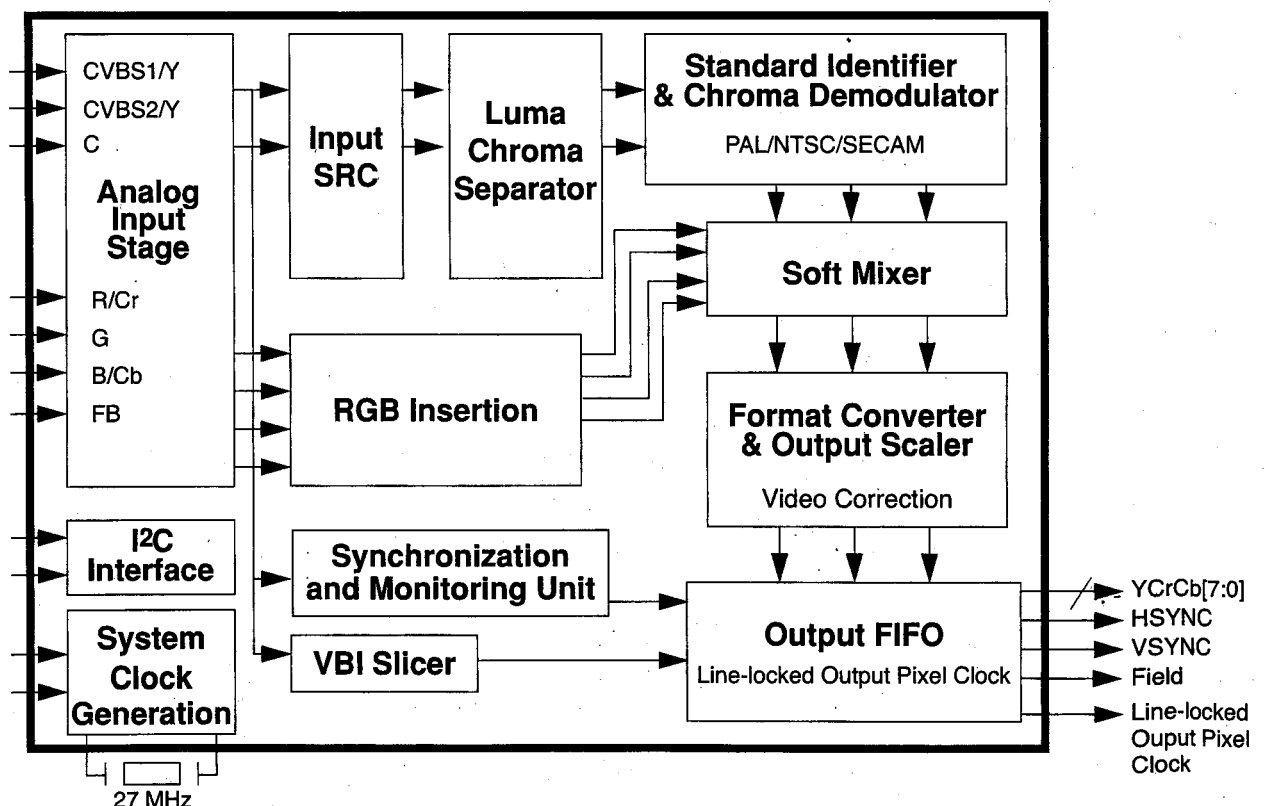 CVBS1/Y
CVBS2/Y
C
Analog
Input
Stage
R/Cr
G
B/Cb
FB
Input
SRC
Luma
Chroma
Separator
Standard Identifier
& Chroma Demodulator
PAL/NTSC/SECAM
Soft Mixer
RGB Insertion
Format Converter
& Output Scaler
Video Correction
I2C
Interface
Synchronization
and Monitoring Unit
System
Clock
Generation
VBI Slicer
Output FIFO
Line-locked Output Pixel Clock
YCrCb[7:0]
HSYNC
VSYNC
Field
Line-locked
Ouput Pixel
Clock
27 MHz